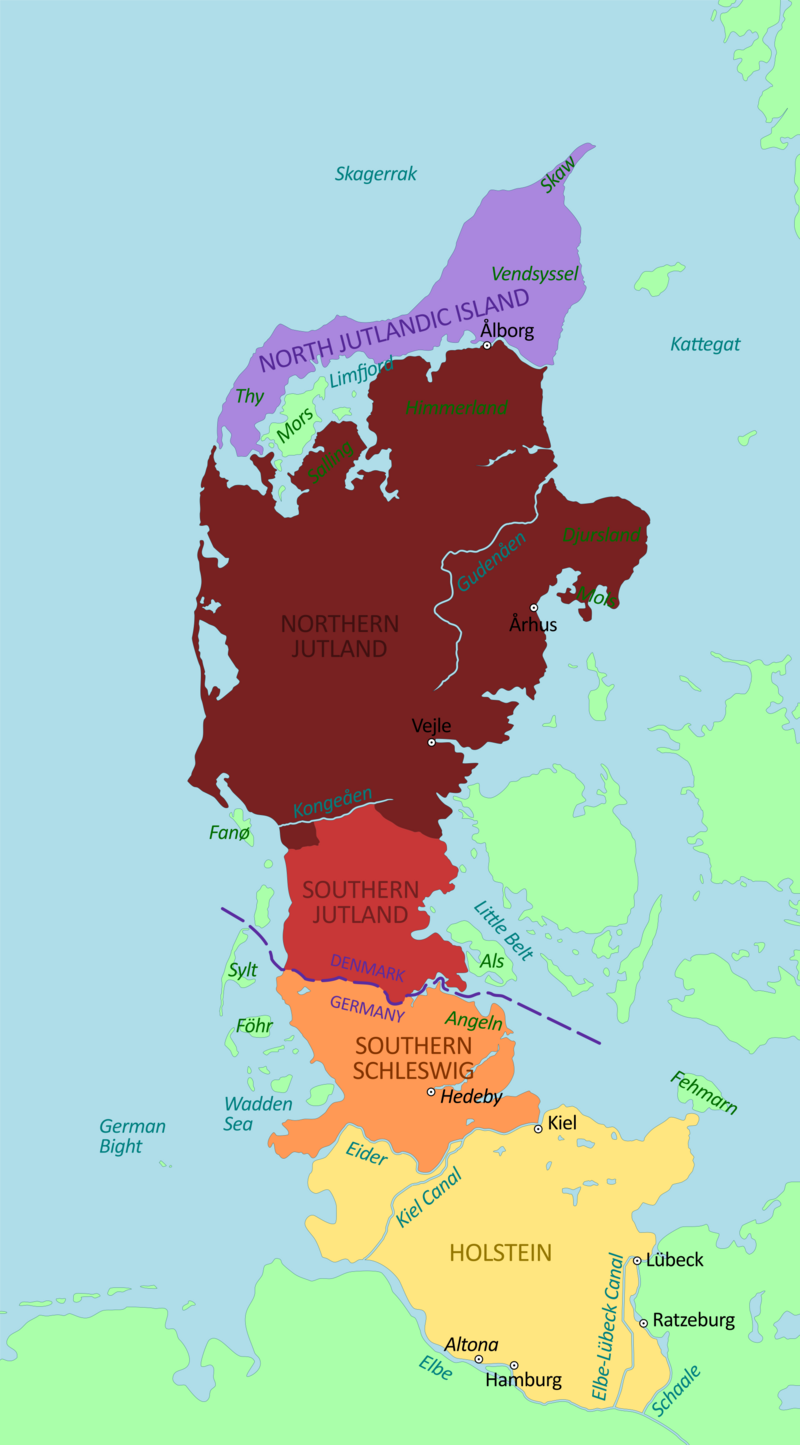 Skaw
Skagerrak
Vendsyssel
NORTH JUTLANDIC ISLAND
Ålborg
Kattegat
Limfjord
Thy
Mors
Himmerland
Salling
Djursland
Gudenåen
Mols
NORTHERN
JUTLAND
Århus
Vejle
Kongeåen
Fanø
SOUTHERN
JUTLAND
Little Belt
Als
Sylt
DENMARK
GERMANY
Föhr
Angeln
SOUTHERN
SCHLESWIG
Hedeby
Fehmarn
Wadden
Sea
German
Bight
Kiel
Eider
Kiel Canal
HOLSTEIN
Lübeck
Elbe-Lübeck Canal
Ratzeburg
Altona
Hamburg
Elbe
Schaale